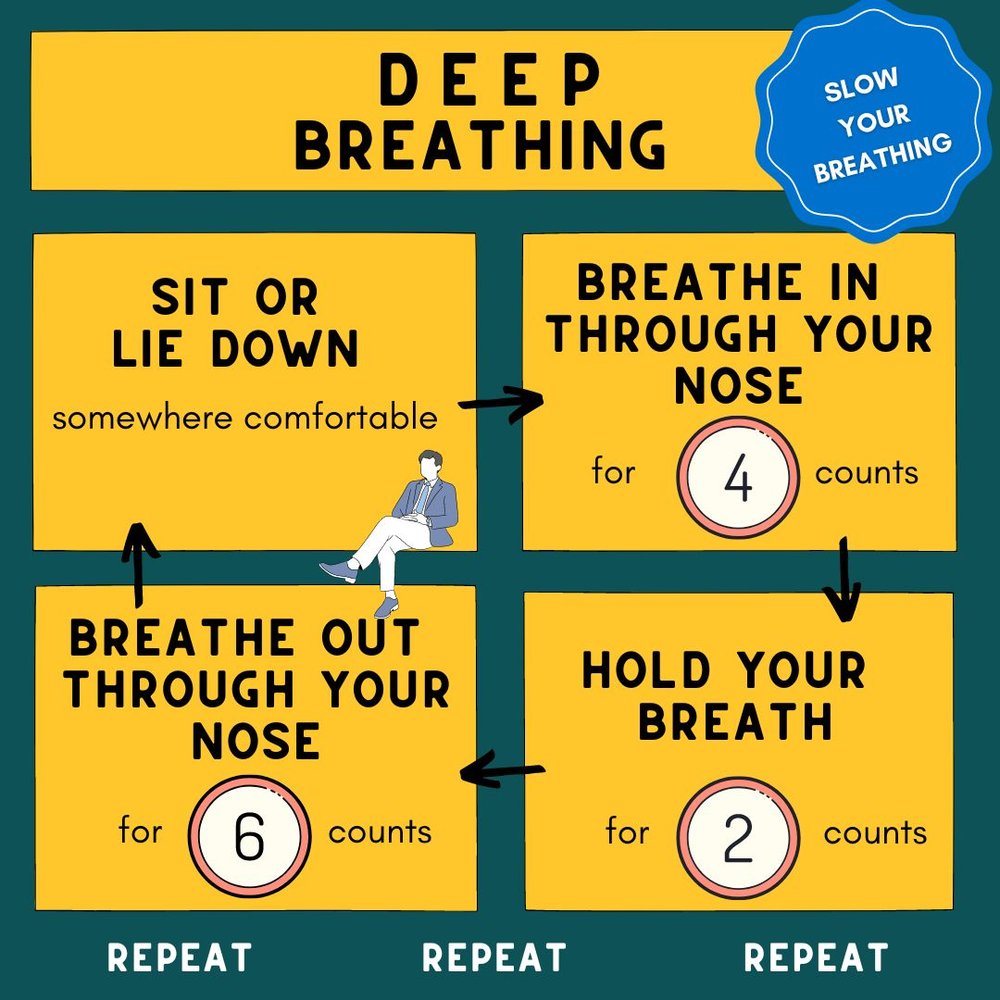 DEEP
BREATHING
SLOW
YOUR
BREATHING
SIT OR
LIE DOWN
somewhere comfortable
BREATHE IN
THROUGH YOUR
NOSE
for 4 counts
HOLD YOUR
BREATH
for 2 counts
BREATHE OUT
THROUGH YOUR
NOSE
for 6 counts
REPEAT REPEAT REPEAT